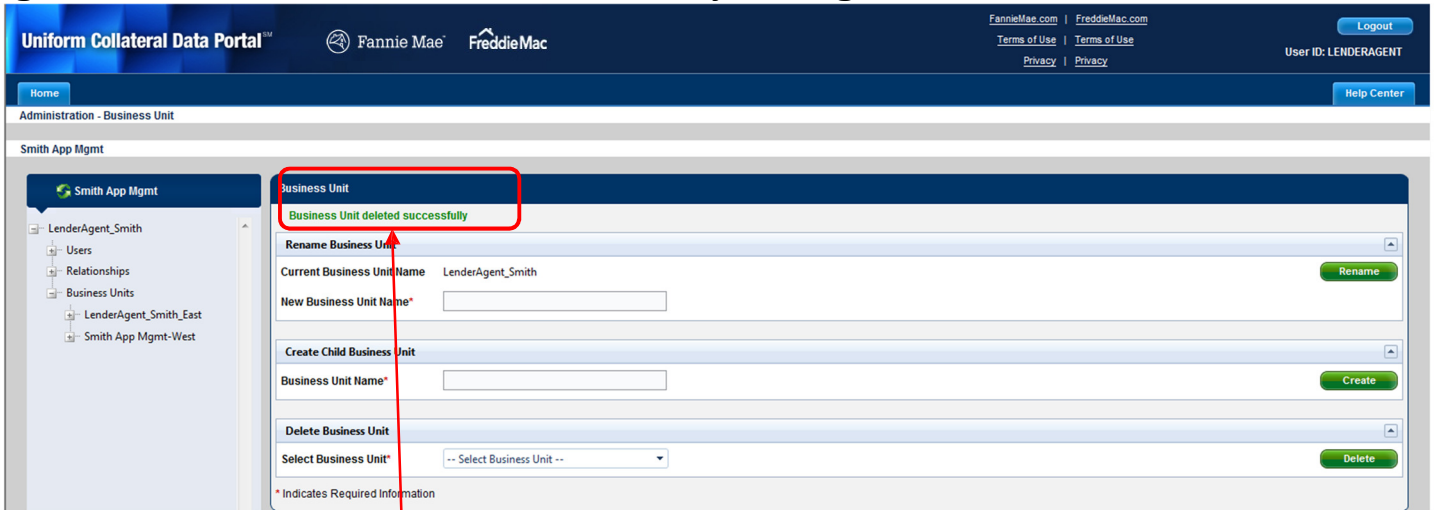 Uniform Collateral Data Portal SM
Fannie Mae FreddieMac
FannieMae.com | FreddieMac.com
Terms of Use | Terms of Use
Privacy | Privacy
Logout
User ID: LENDERAGENT
Home
Help Center
Administration - Business Unit
Smith App Mgmt
Smith App Mgmt
LenderAgent_Smith
Users
Relationships
Business Units
LenderAgent_Smith_East
Smith App Mgmt-West
Business Unit
Business Unit deleted successfully
Rename Business Unit
Current Business Unit Name LenderAgent_Smith
Rename
New Business Unit Name*
Create Child Business Unit
Business Unit Name*
Create
Delete Business Unit
Select Business Unit* -- Select Business Unit --
Delete
* Indicates Required Information